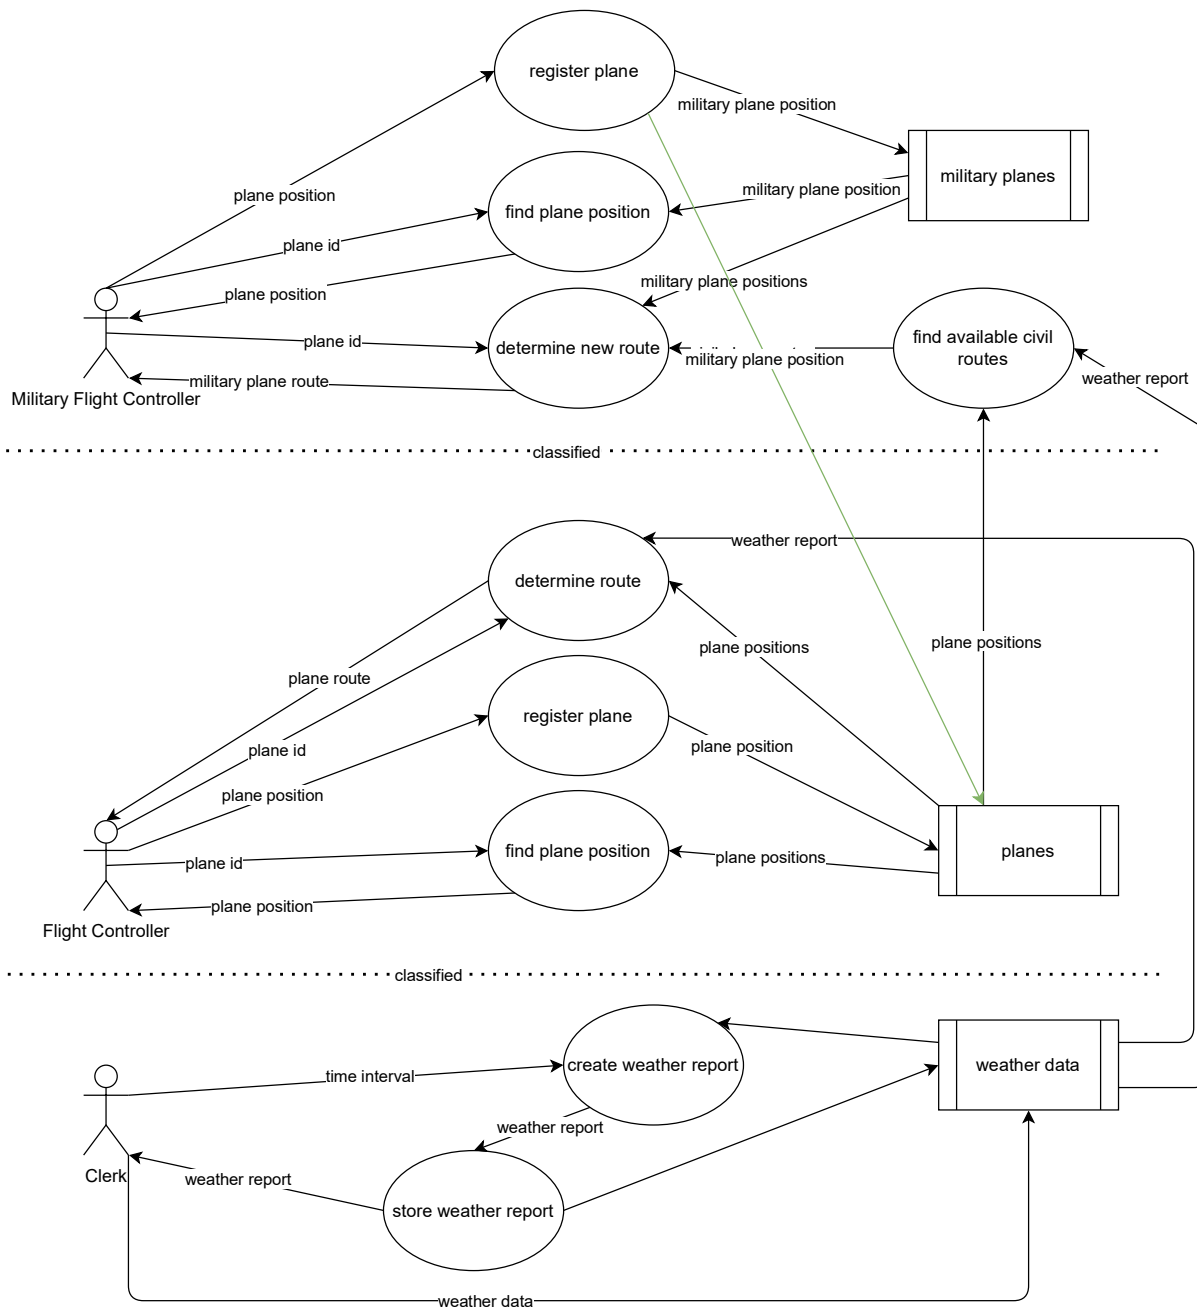 register plane
military plane position
military planes
plane position
military plane position
find plane position
plane id
military plane positions
plane position
find available civil
routes
plane id
determine new route
military plane position
weather report
military plane route
Military Flight Controller
classified
weather report
determine route
plane positions
plane positions
plane route
register plane
plane position
plane id
plane position
find plane position
plane positions
planes
plane id
plane position
Flight Controller
classified
create weather report
weather data
time interval
weather report
Clerk
weather report
store weather report
weather data